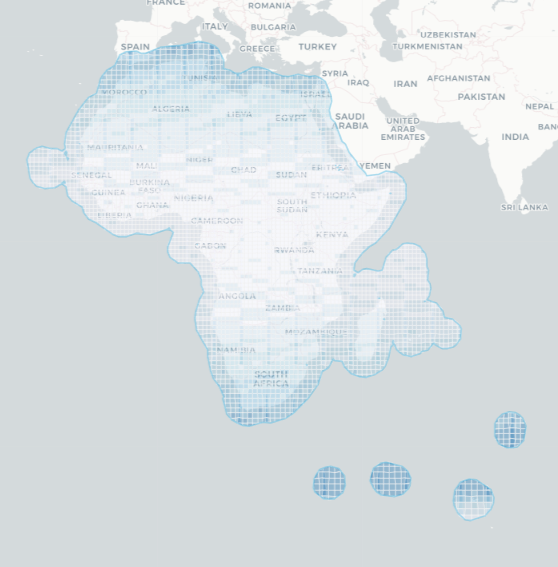 FRANCE
ROMANIA
ITALY
BULGARIA
SPAIN
GREECE
TURKEY
UZBEKISTAN
TURKMENISTAN
TUNISIA
SYRIA
IRAQ
IRAN
AFGHANISTAN
MOROCCO
ISRAEL
PAKISTAN
ALGERIA
LIBYA
EGYPT
NEPAL
SAUDI
ARABIA
UNITED
ARAB
EMIRATES
BANG
INDIA
MAURITANIA
MALI
NIGER
CHAD
SUDAN
ERITREA
YEMEN
SENEGAL
BURKINA
FASO
GUINEA
GHANA
NIGERIA
ETHIOPIA
SOUTH
SUDAN
SRI LANKA
LIBERIA
CAMEROON
KENYA
GABON
RWANDA
TANZANIA
ANGOLA
ZAMBIA
MOZAMBIQUE
NAMIBIA
SOUTH
AFRICA